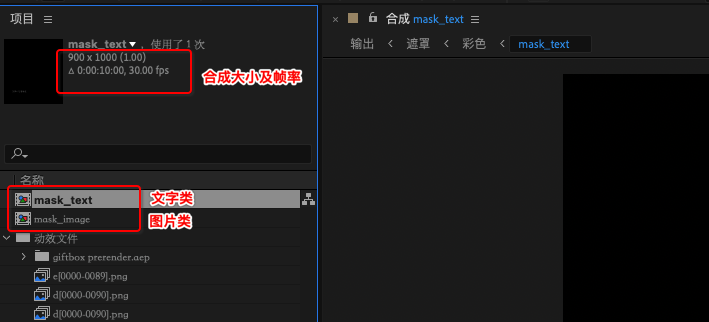 项目
合成 mask_text
mask_text , 使用了 1 次
900 x 1000 (1.00)
Δ 0:00:10:00, 30.00 fps
合成大小及帧率
输出 遮罩 彩色 mask_text
名称
mask_text
文字类
mask_image
图片类
动效文件
giftbox prerender.aep
e[0000-0089].png
d[0000-0090].png
d[0000-0090].png